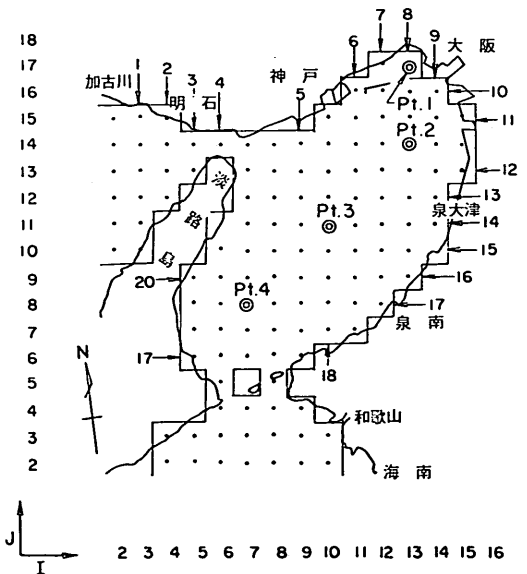 7 8
18 6 9 大阪
17 1 2 神戸
16 加古川 明石 10
3 4 5 Pt.1
15 11
14 Pt.2
13 淡 12
12 13
路 Pt.3 泉大津
11 14
10 島 15
9 20 16
Pt.4
8 17
7 泉南
6 17
N 18
5
4 和歌山
3
2 海南
J
I 2 3 4 5 6 7 8 9 10 11 12 13 14 15 16